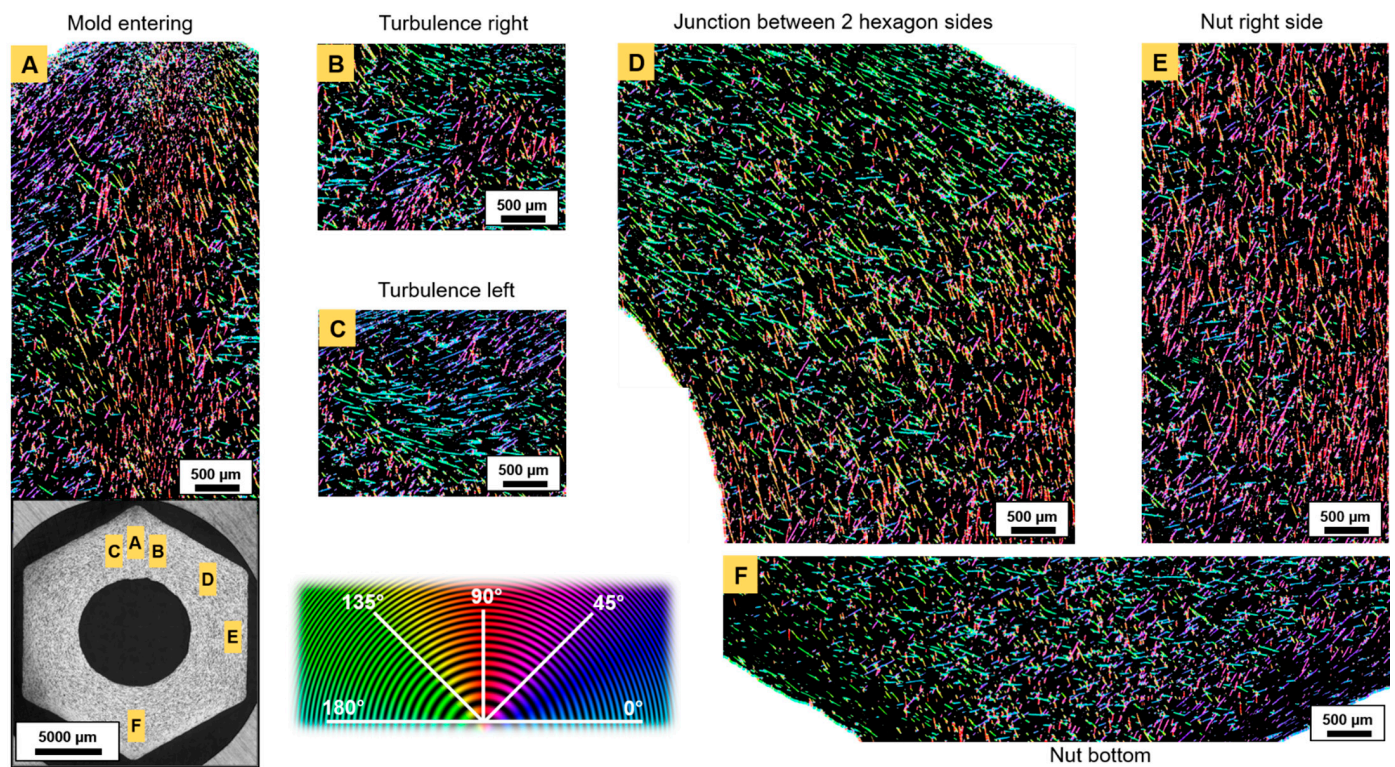 Mold entering
A
500 µm
Turbulence right
B
500 µm
Turbulence left
C
500 µm
Junction between 2 hexagon sides
D
500 µm
Nut right side
E
500 µm
C
A
B
D
E
F
5000 µm
135°
90°
45°
180°
0°
F
500 µm
Nut bottom